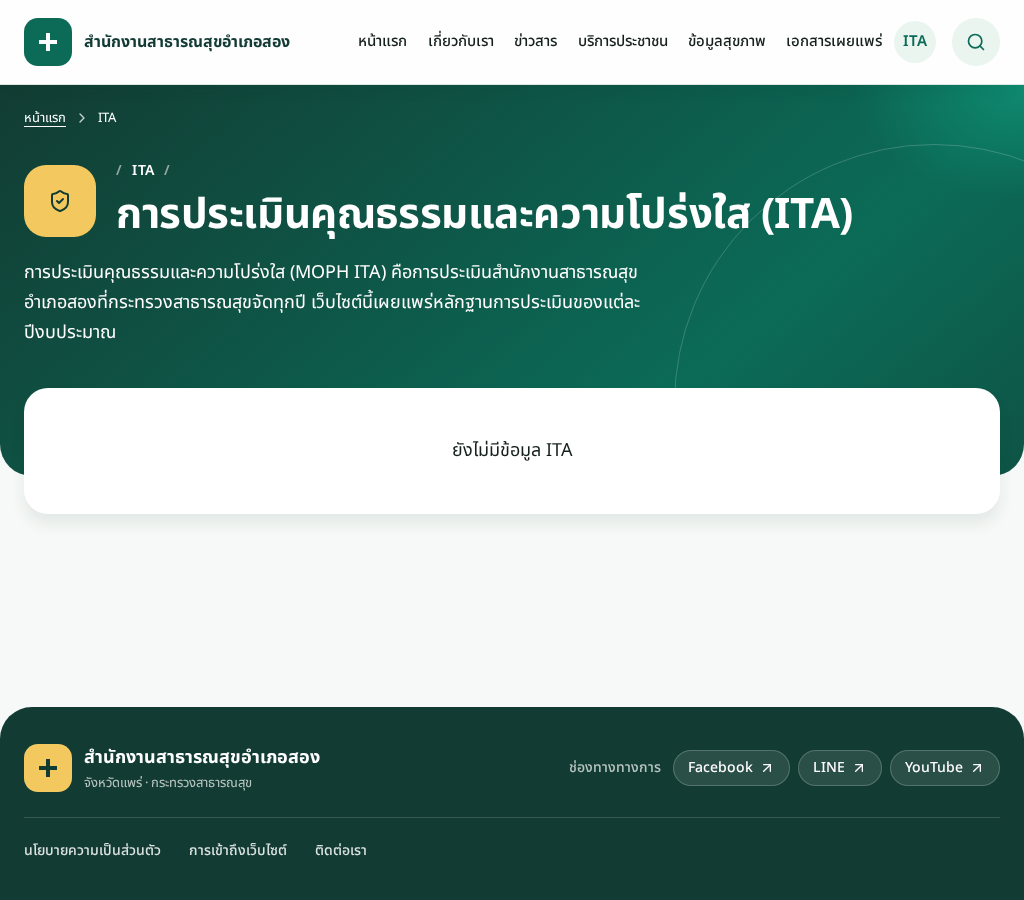 สำนักงานสาธารณสุขอำเภอสอง
หน้าแรก เกี่ยวกับเรา ข่าวสาร บริการประชาชน ข้อมูลสุขภาพ เอกสารเผยแพร่ ITA
หน้าแรก ITA
/ ITA /
การประเมินคุณธรรมและความโปร่งใส (ITA)
การประเมินคุณธรรมและความโปร่งใส (MOPH ITA) คือการประเมินสำนักงานสาธารณสุข
อำเภอสองที่กระทรวงสาธารณสุขจัดทุกปี เว็บไซต์นี้เผยแพร่หลักฐานการประเมินของแต่ละ
ปีงบประมาณ
ยังไม่มีข้อมูล ITA
สำนักงานสาธารณสุขอำเภอสอง
จังหวัดแพร่ · กระทรวงสาธารณสุข
ช่องทางทางการ Facebook LINE YouTube
นโยบายความเป็นส่วนตัว การเข้าถึงเว็บไซต์ ติดต่อเรา